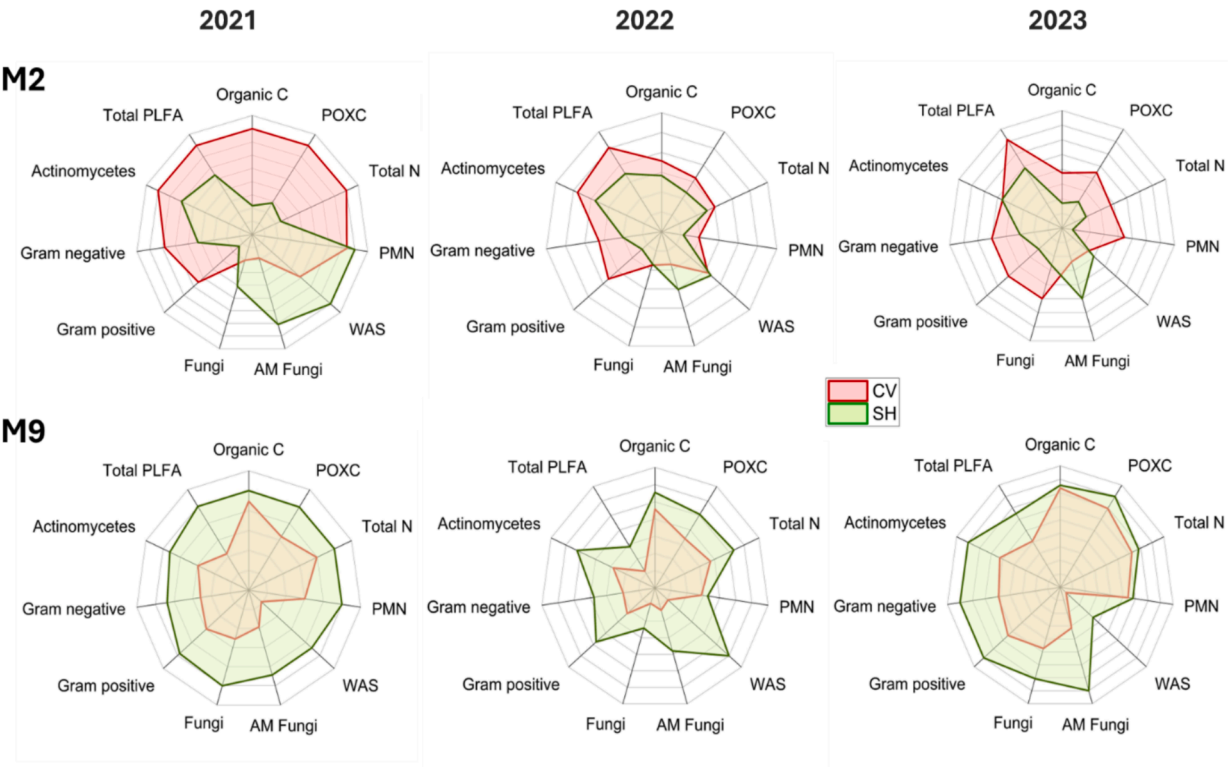 2021
2022
2023
M2
Organic C
POXC
Total N
PMN
WAS
AM Fungi
Fungi
Gram positive
Gram negative
Actinomycetes
Total PLFA
Organic C
POXC
Total N
PMN
WAS
AM Fungi
Fungi
Gram positive
Gram negative
Actinomycetes
Total PLFA
Organic C
POXC
Total N
PMN
WAS
AM Fungi
Fungi
Gram positive
Gram negative
Actinomycetes
Total PLFA
CV
SH
M9
Organic C
POXC
Total N
PMN
WAS
AM Fungi
Fungi
Gram positive
Gram negative
Actinomycetes
Total PLFA
Organic C
POXC
Total N
PMN
WAS
AM Fungi
Fungi
Gram positive
Gram negative
Actinomycetes
Total PLFA
Organic C
POXC
Total N
PMN
WAS
AM Fungi
Fungi
Gram positive
Gram negative
Actinomycetes
Total PLFA